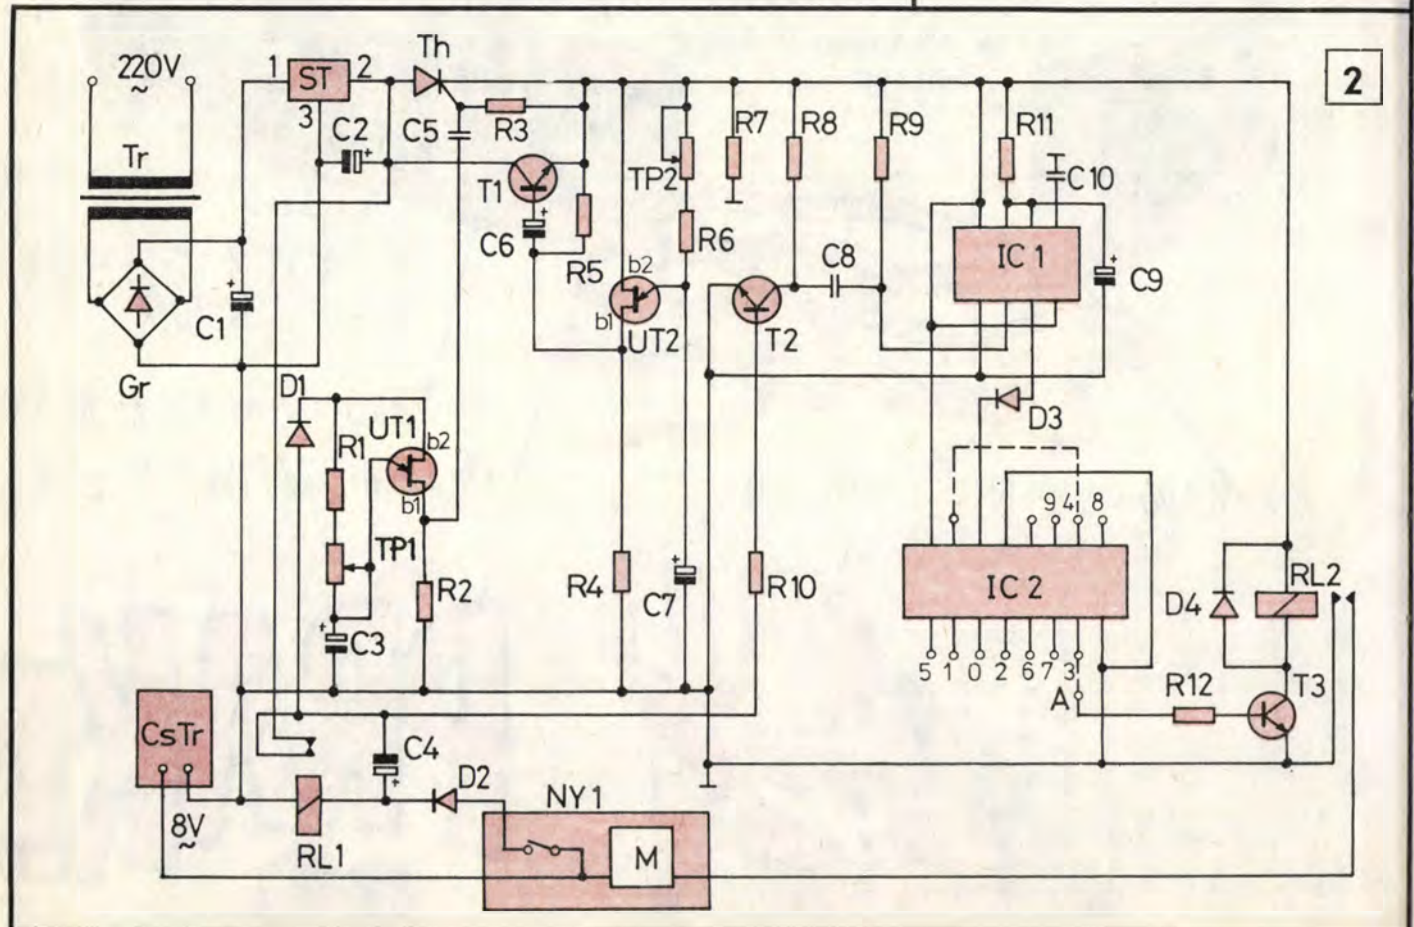 2
220V
~
Tr
Gr
1 ST 2
3
C1
C2
Th
C5
R3
T1
C6
R5
TP2
R6
b2
b1
UT2
R7
R8
R9
R11
C10
IC 1
C9
C8
T2
D3
D1
R1
UT1
b2
b1
TP1
C3
R2
R4
C7
R10
9 4 8
IC 2
5 1 0 2 6 7 3
A
D4
RL2
R12
T3
CsTr
8V
~
RL1
C4
D2
NY1
M